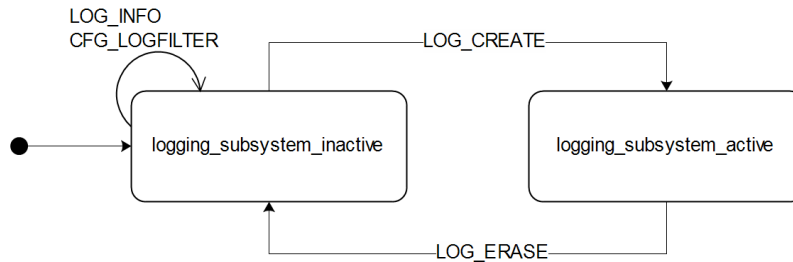 LOG_INFO
CFG_LOGFILTER
LOG_CREATE
logging_subsystem_inactive
logging_subsystem_active
LOG_ERASE